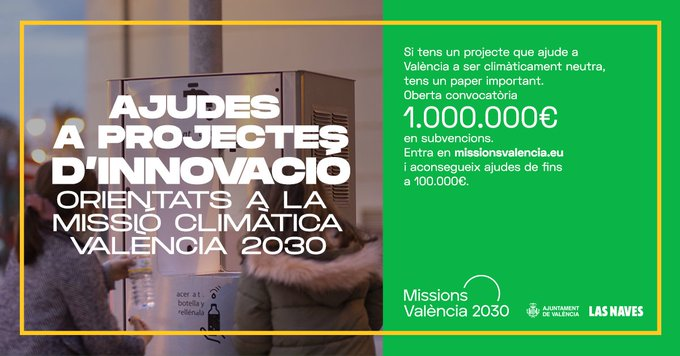 AJUDES
A PROJECTES
D'INNOVACIÓ
ORIENTATS A LA
MISSIÓ CLIMÀTICA
VALÈNCIA 2030
botella y
rellénala
Si tens un projecte que ajude a
València a ser climàticament neutra,
tens un paper important.
Oberta convocatòria
1.000.000€
en subvencions.
Entra en missionsvalencia.eu
i aconsegueix ajudes de fins
a 100.000€.
Missions
València 2030
AJUNTAMENT
DE VALÈNCIA
LAS NAVES